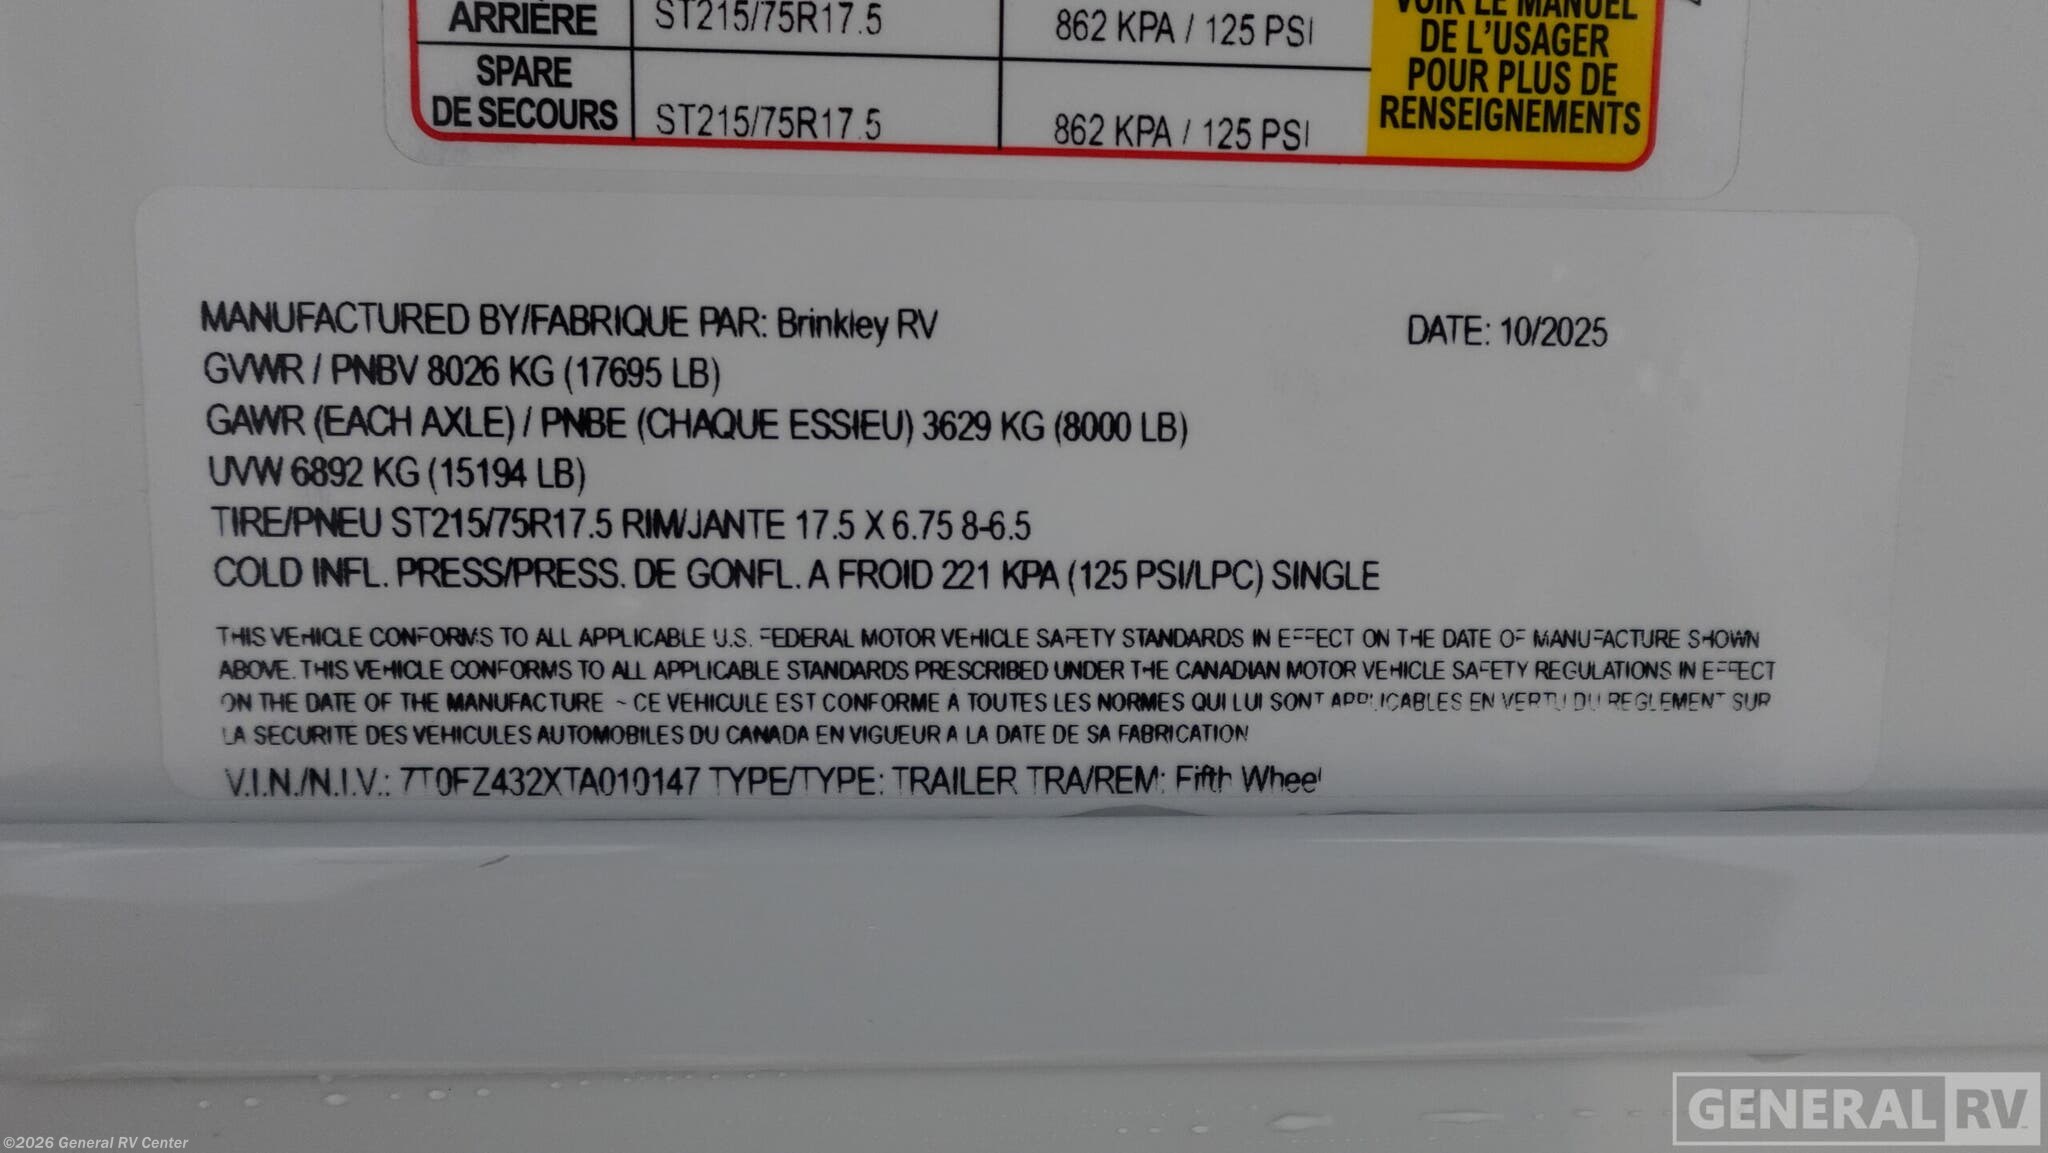 ARRIÈRE ST215/75R17.5 862 KPA / 125 PSI
VOIR LE MANUEL
DE L'USAGER
POUR PLUS DE
RENSEIGNEMENTS
SPARE
DE SECOURS ST215/75R17.5 862 KPA / 125 PSI
MANUFACTURED BY/FABRIQUE PAR: Brinkley RV DATE: 10/2025
GVWR / PNBV 8026 KG (17695 LB)
GAWR (EACH AXLE) / PNBE (CHAQUE ESSIEU) 3629 KG (8000 LB)
UVW 6892 KG (15194 LB)
TIRE/PNEU ST215/75R17.5 RIM/JANTE 17.5 X 6.75 8-6.5
COLD INFL. PRESS/PRESS. DE GONFL. A FROID 221 KPA (125 PSI/LPC) SINGLE
THIS VEHICLE CONFORMS TO ALL APPLICABLE U.S. FEDERAL MOTOR VEHICLE SAFETY STANDARDS IN EFFECT ON THE DATE OF MANUFACTURE SHOWN
ABOVE. THIS VEHICLE CONFORMS TO ALL APPLICABLE STANDARDS PRESCRIBED UNDER THE CANADIAN MOTOR VEHICLE SAFETY REGULATIONS IN EFFECT
ON THE DATE OF THE MANUFACTURE ~ CE VEHICULE EST CONFORME À TOUTES LES NORMES QUI LUI SONT APPLICABLES EN VERTU DU REGLEMENT SUR
LA SECURITE DES VEHICULES AUTOMOBILES DU CANADA EN VIGUEUR A LA DATE DE SA FABRICATION
V.I.N./N.I.V.: 7T0FZ432XTA010147 TYPE/TYPE: TRAILER TRA/REM: Fifth Wheel
GENERAL RV
©2026 General RV Center